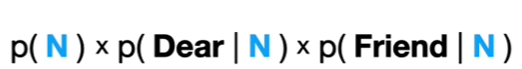 p( N ) × p( Dear | N ) × p( Friend | N )